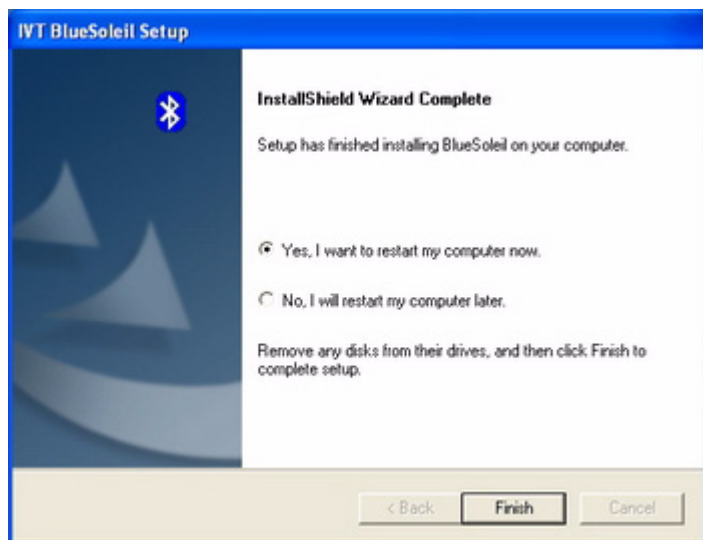 IVT BlueSoleil Setup
InstallShield Wizard Complete
Setup has finished installing BlueSoleil on your computer.
Yes, I want to restart my computer now.
No, I will restart my computer later.
Remove any disks from their drives, and then click Finish to
complete setup.
< Back Finish Cancel